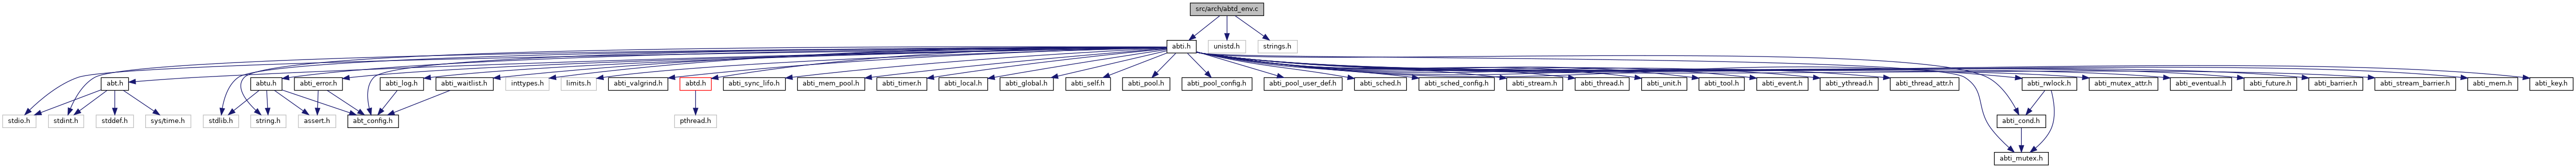 src/arch/abtd_env.c
abti.h
unistd.h
strings.h
abt.h
abtu.h
abti_error.h
abti_log.h
abti_waitlist.h
inttypes.h
limits.h
abti_valgrind.h
abtd.h
abti_sync_lifo.h
abti_mem_pool.h
abti_timer.h
abti_local.h
abti_global.h
abti_self.h
abti_pool.h
abti_pool_config.h
abti_pool_user_def.h
abti_sched.h
abti_sched_config.h
abti_stream.h
abti_thread.h
abti_unit.h
abti_tool.h
abti_event.h
abti_ythread.h
abti_thread_attr.h
abti_rwlock.h
abti_mutex_attr.h
abti_eventual.h
abti_future.h
abti_barrier.h
abti_stream_barrier.h
abti_mem.h
abti_key.h
stdio.h
stdint.h
stddef.h
sys/time.h
stdlib.h
string.h
assert.h
abt_config.h
pthread.h
abti_cond.h
abti_mutex.h